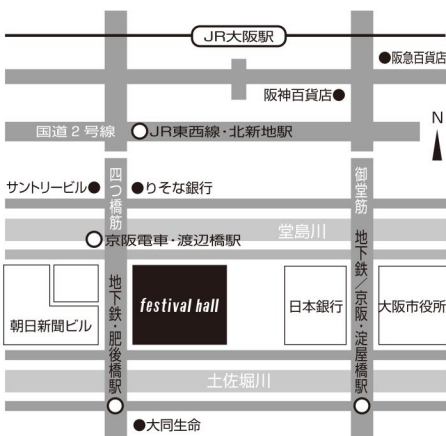 JR大阪駅
●阪急百貨店
阪神百貨店●
N
国道2号線
JR東西線・北新地駅
サントリービル●
四つ橋筋
●りそな銀行
御堂筋
堂島川
京阪電車・渡辺橋駅
朝日新聞ビル
地下鉄・肥後橋駅
festival hall
日本銀行
地下鉄/京阪・淀屋橋駅
大阪市役所
土佐堀川
●大同生命